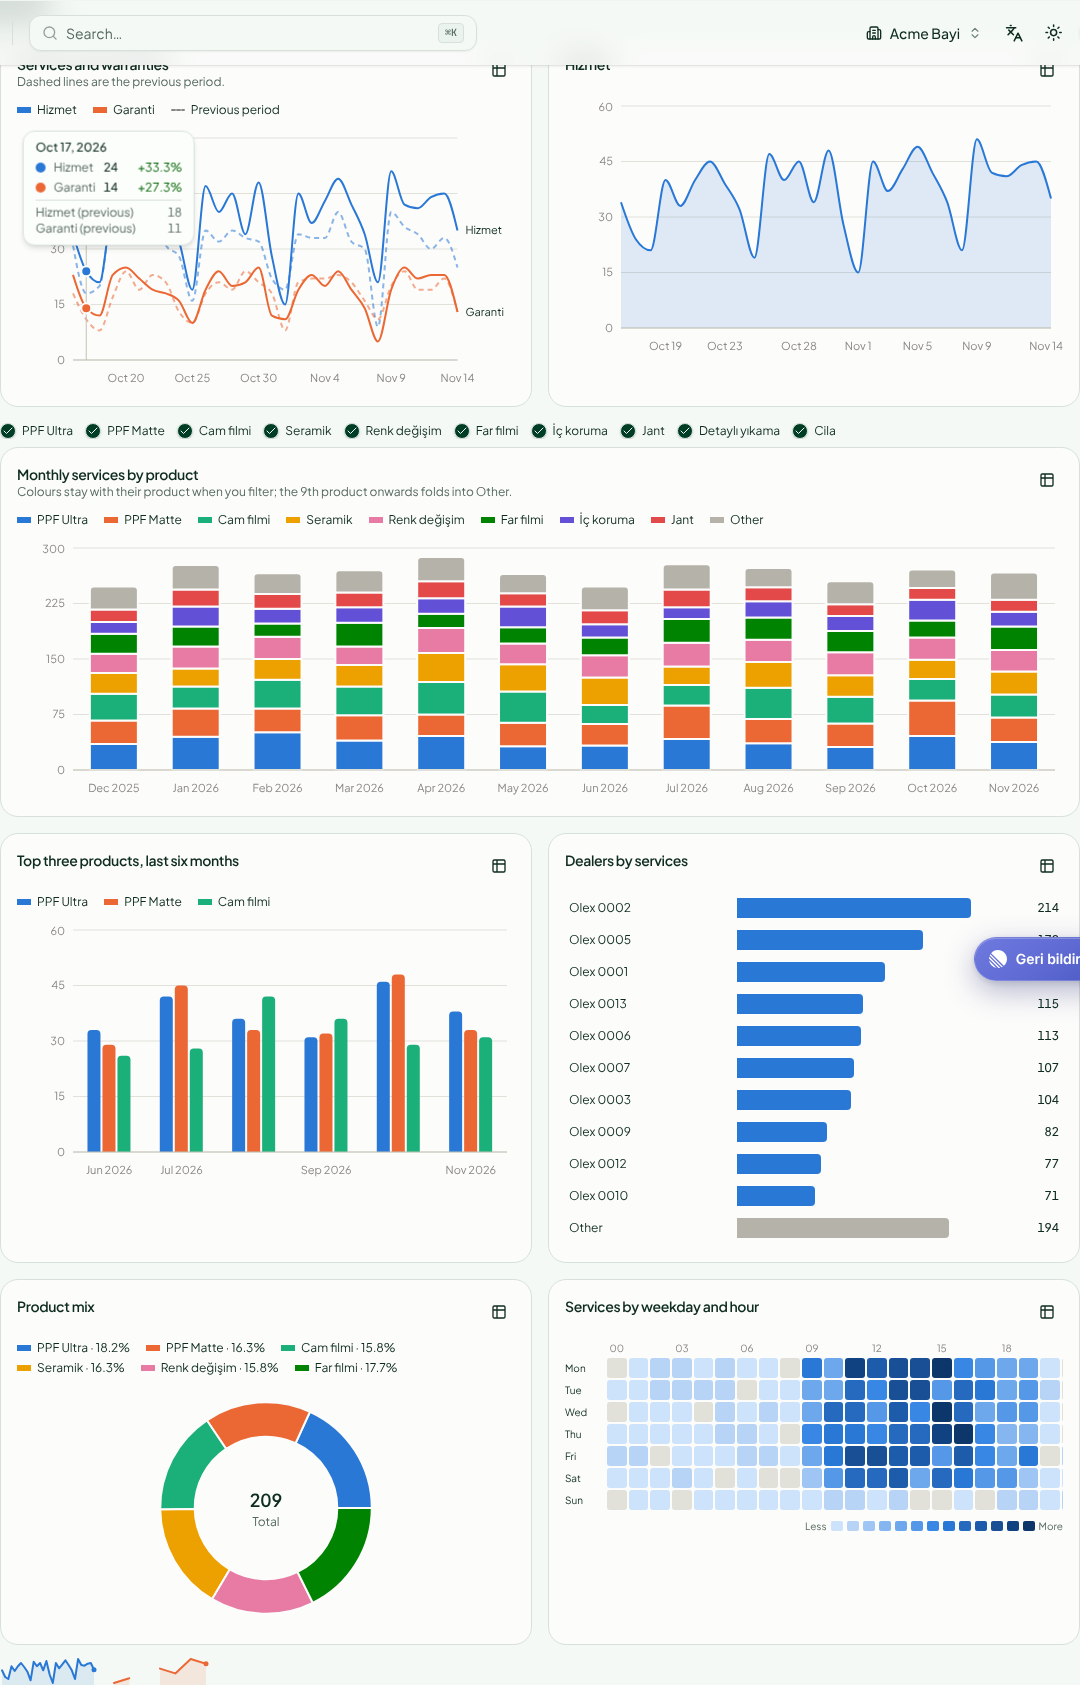 Search...
⌘K
Acme Bayi
Services and warranties
Dashed lines are the previous period.
Hizmet Garanti Previous period
Oct 17, 2026
Hizmet 24 +33.3%
Garanti 14 +27.3%
Hizmet (previous) 18
Garanti (previous) 11
30
15
0
Hizmet
Garanti
Oct 20 Oct 25 Oct 30 Nov 4 Nov 9 Nov 14
Hizmet
60
45
30
15
0
Oct 19 Oct 23 Oct 28 Nov 1 Nov 5 Nov 9 Nov 14
PPF Ultra PPF Matte Cam filmi Seramik Renk değişim Far filmi İç koruma Jant Detaylı yıkama Cila
Monthly services by product
Colours stay with their product when you filter; the 9th product onwards folds into Other.
PPF Ultra PPF Matte Cam filmi Seramik Renk değişim Far filmi İç koruma Jant Other
300
225
150
75
0
Dec 2025 Jan 2026 Feb 2026 Mar 2026 Apr 2026 May 2026 Jun 2026 Jul 2026 Aug 2026 Sep 2026 Oct 2026 Nov 2026
Top three products, last six months
PPF Ultra PPF Matte Cam filmi
60
45
30
15
0
Jun 2026 Jul 2026 Sep 2026 Nov 2026
Dealers by services
Olex 0002 214
Olex 0005
Olex 0001
Olex 0013 115
Olex 0006 113
Olex 0007 107
Olex 0003 104
Olex 0009 82
Olex 0012 77
Olex 0010 71
Other 194
Geri bildir
Product mix
PPF Ultra · 18.2% PPF Matte · 16.3% Cam filmi · 15.8%
Seramik · 16.3% Renk değişim · 15.8% Far filmi · 17.7%
209
Total
Services by weekday and hour
00 03 06 09 12 15 18
Mon
Tue
Wed
Thu
Fri
Sat
Sun
Less More